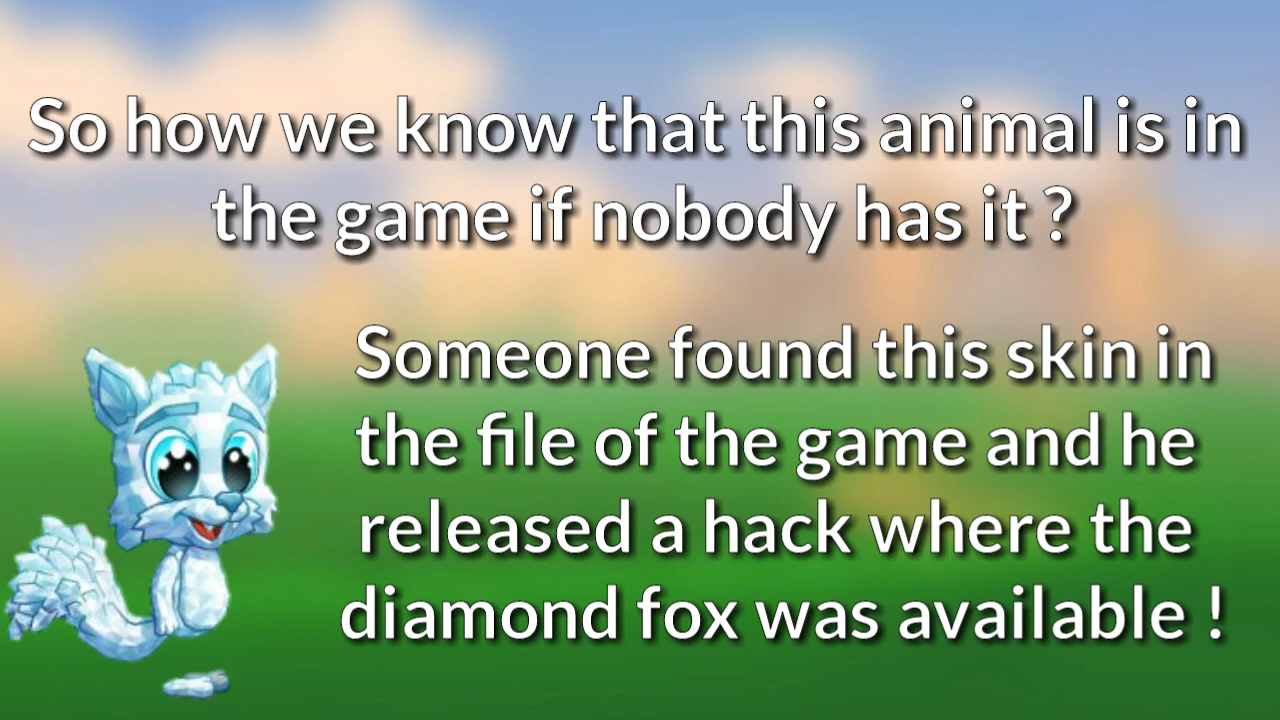 So how we know that this animal is in
the game if nobody has it ?
Someone found this skin in
the file of the game and he
released a hack where the
diamond fox was available !